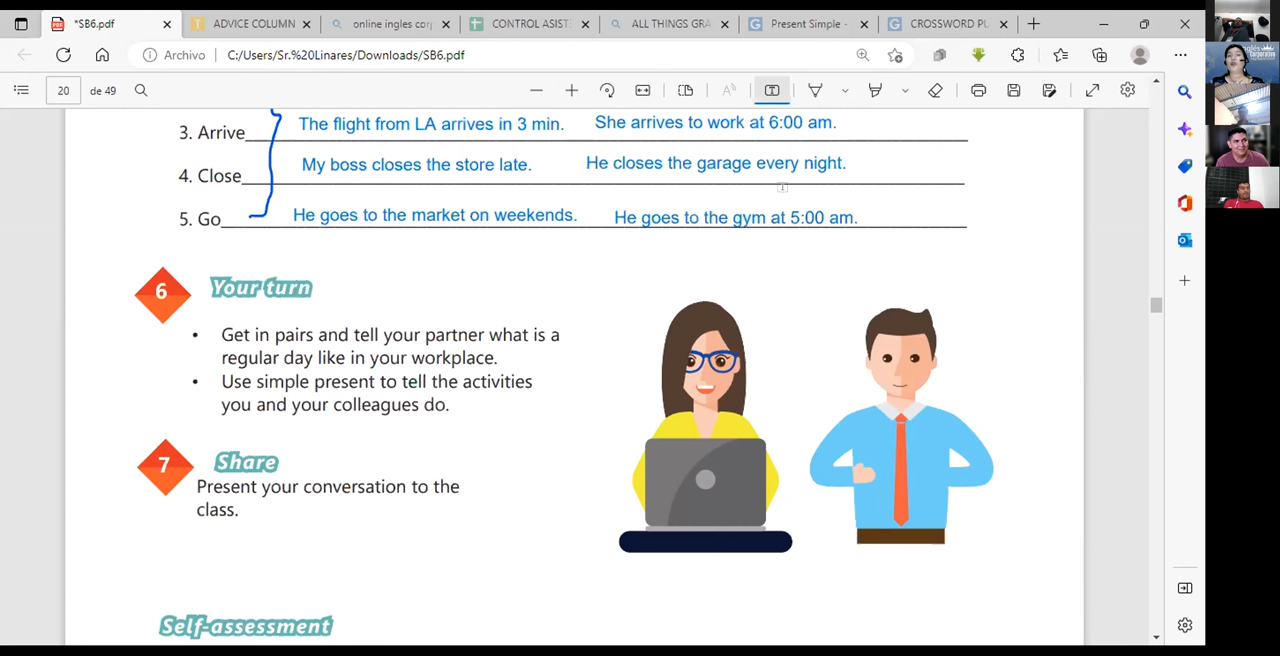 *SB6.pdf
ADVICE COLUMN
online ingles corp
CONTROL ASIST
ALL THINGS GRA
Present Simple -
CROSSWORD PU
Archivo
C:/Users/Sr.%20Linares/Downloads/SB6.pdf
20 de 49
3. Arrive The flight from LA arrives in 3 min. She arrives to work at 6:00 am.
4. Close My boss closes the store late. He closes the garage every night.
5. Go He goes to the market on weekends. He goes to the gym at 5:00 am.
6 Your turn
• Get in pairs and tell your partner what is a
regular day like in your workplace.
• Use simple present to tell the activities
you and your colleagues do.
7 Share
Present your conversation to the
class.
Self-assessment